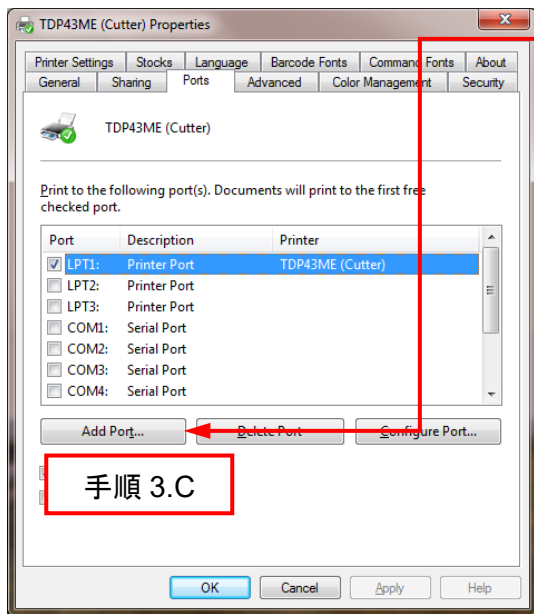 TDP43ME (Cutter) Properties
Printer Settings Stocks Language Barcode Fonts Command Fonts About
General Sharing Ports Advanced Color Management Security
TDP43ME (Cutter)
Print to the following port(s). Documents will print to the first free
checked port.
Port Description Printer
LPT1: Printer Port TDP43ME (Cutter)
LPT2: Printer Port
LPT3: Printer Port
COM1: Serial Port
COM2: Serial Port
COM3: Serial Port
COM4: Serial Port
Add Port... Delete Port Configure Port...
手順 3.C
OK Cancel Apply Help